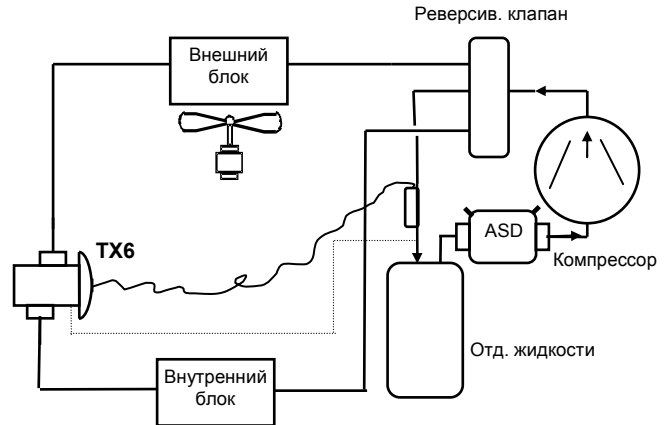 Реверсив. клапан
Внешний
блок
TX6
ASD
Компрессор
Отд. жидкости
Внутренний
блок